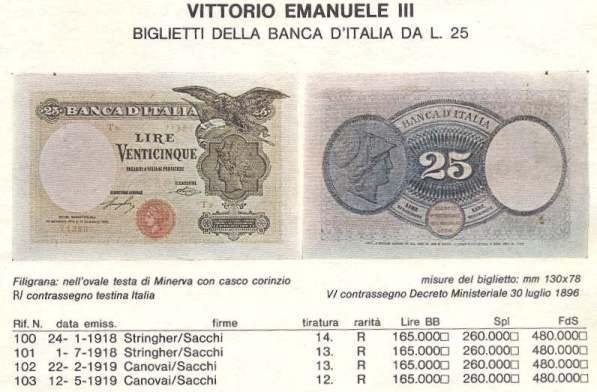 VITTORIO EMANUELE III
BIGLIETTI DELLA BANCA D'ITALIA DA L. 25
25 BANCA D'ITALIA 25
LIRE
VENTICINQUE
PAGABILI A VISTA AL PORTATORE
BANCA D'ITALIA
25
Filigrana: nell'ovale testa di Minerva con casco corinzio
R/ contrassegno testina Italia
misure del biglietto: mm 130x78
V/ contrassegno Decreto Ministeriale 30 luglio 1896
Rif. N. data emiss. firme tiratura rarità Lire BB Spl FdS
100 24- 1-1918 Stringher/Sacchi 14. R 165.000□ 260.000□ 480.000□
101 1- 7-1918 Stringher/Sacchi 13. R 165.000□ 260.000□ 480.000□
102 22- 2-1919 Canovai/Sacchi 13. R 165.000□ 260.000□ 480.000□
103 12- 5-1919 Canovai/Sacchi 12. R 165.000□ 260.000□ 480.000□